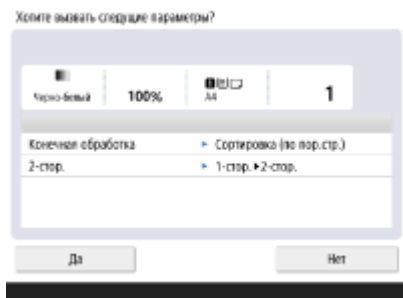 Хотите вызвать следущие параметры?
Черно-белый 100% A4 1
Конечная обработка ▸ Сортировка (по пор.стр.)
2-стор. ▸ 1-стор.▸2-стор.
Да Нет